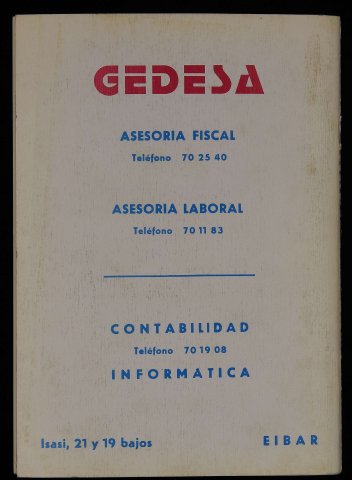 GEDESA
ASESORIA FISCAL
Teléfono 70 25 40
ASESORIA LABORAL
Teléfono 70 11 83
CONTABILIDAD
Teléfono 70 19 08
INFORMATICA
Isasi, 21 y 19 bajos EIBAR